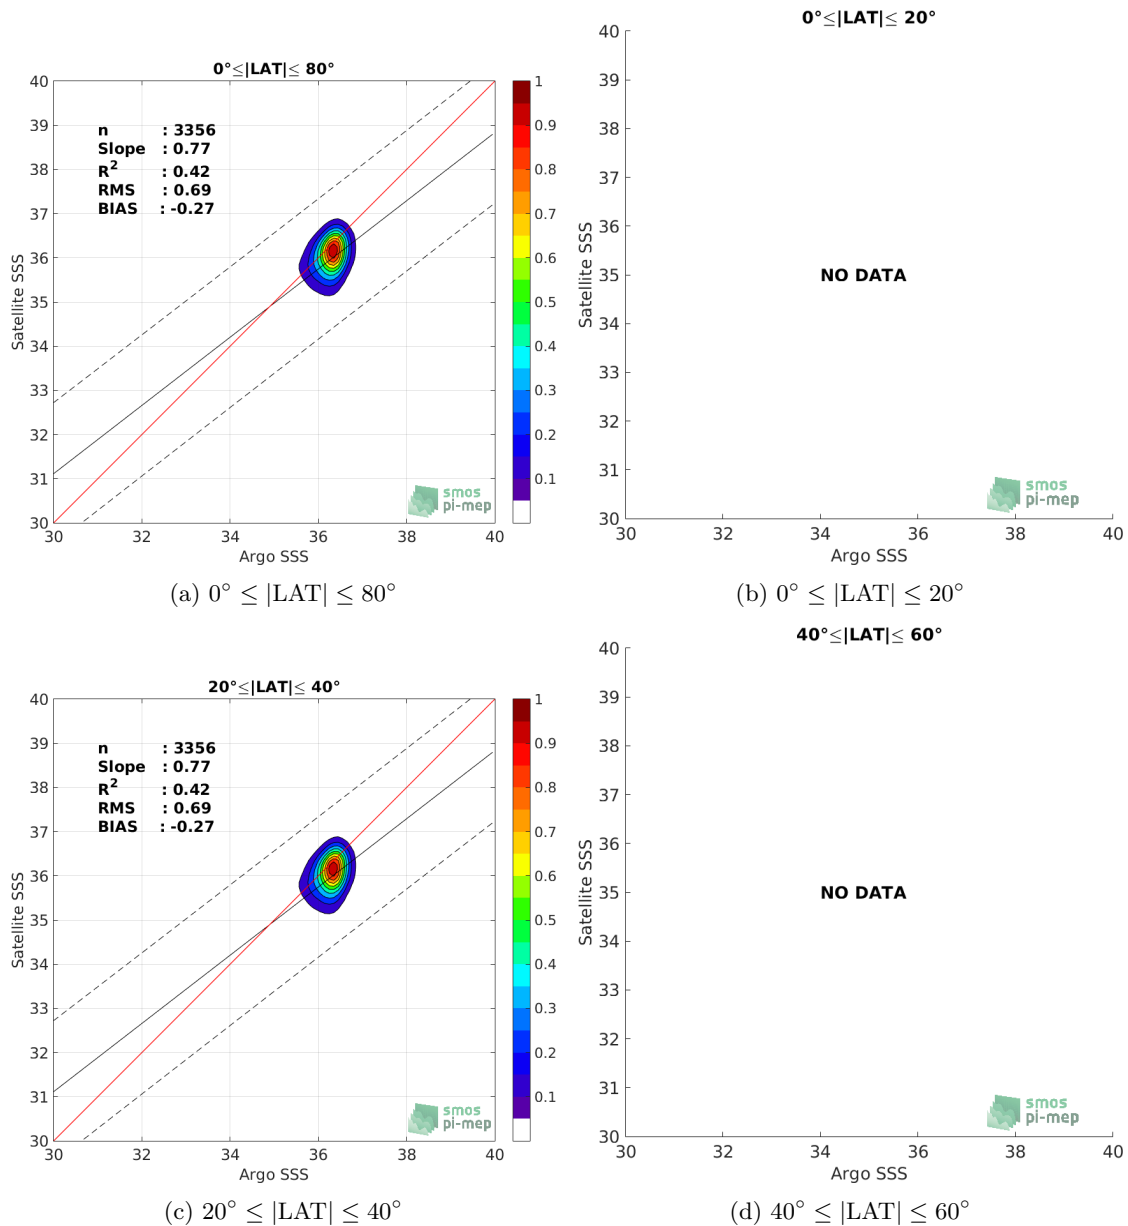 0°≤|LAT|≤ 80°
40
39
38
37
36
35
34
33
32
31
30
Satellite SSS
n : 3356
Slope : 0.77
R² : 0.42
RMS : 0.69
BIAS : -0.27
smos
pi-mep
30 32 34 36 38 40
Argo SSS
1
0.9
0.8
0.7
0.6
0.5
0.4
0.3
0.2
0.1
(a) 0° ≤ |LAT| ≤ 80°
0°≤|LAT|≤ 20°
40
39
38
37
36
35
34
33
32
31
30
Satellite SSS
NO DATA
smos
pi-mep
30 32 34 36 38 40
Argo SSS
(b) 0° ≤ |LAT| ≤ 20°
20°≤|LAT|≤ 40°
40
39
38
37
36
35
34
33
32
31
30
Satellite SSS
n : 3356
Slope : 0.77
R² : 0.42
RMS : 0.69
BIAS : -0.27
smos
pi-mep
30 32 34 36 38 40
Argo SSS
1
0.9
0.8
0.7
0.6
0.5
0.4
0.3
0.2
0.1
(c) 20° ≤ |LAT| ≤ 40°
40°≤|LAT|≤ 60°
40
39
38
37
36
35
34
33
32
31
30
Satellite SSS
NO DATA
smos
pi-mep
30 32 34 36 38 40
Argo SSS
(d) 40° ≤ |LAT| ≤ 60°